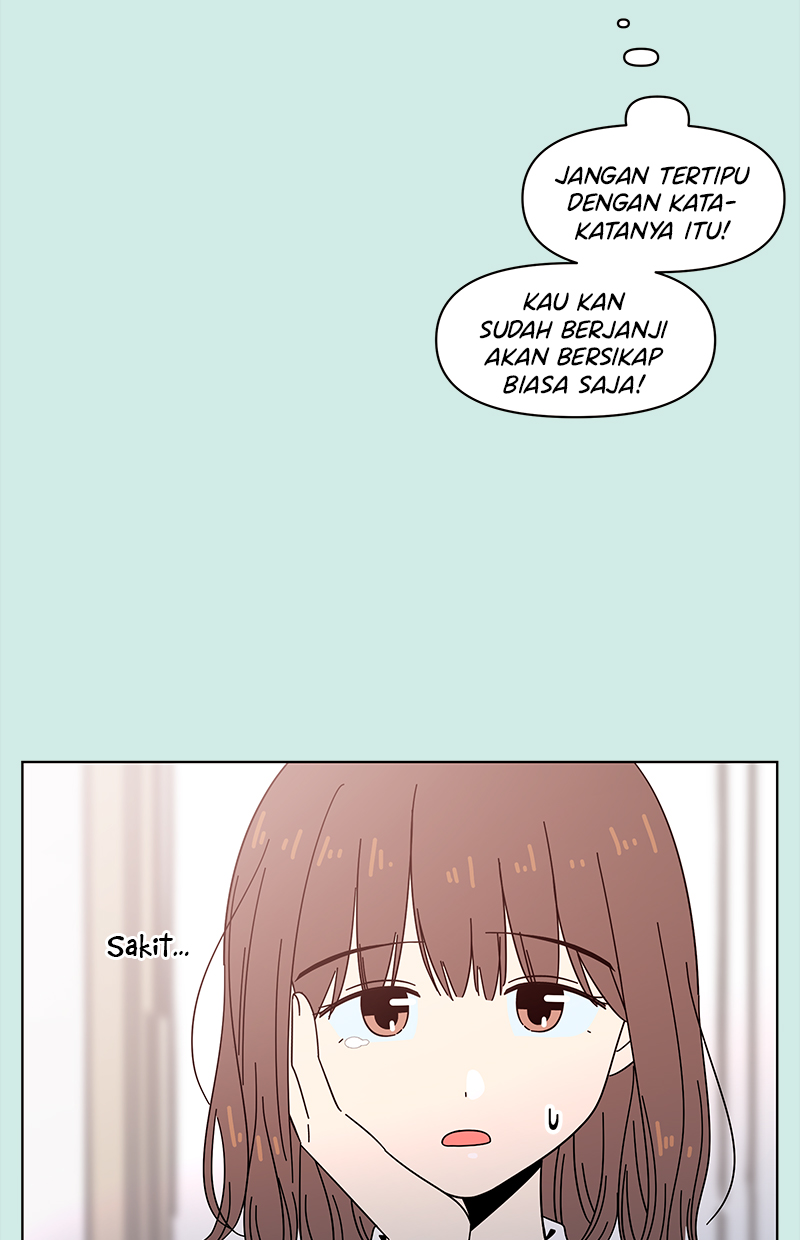 JANGAN TERTIPU
DENGAN KATA-
KATANYA ITU!
KAU KAN
SUDAH BERJANJI
AKAN BERSIKAP
BIASA SAJA!
Sakit...